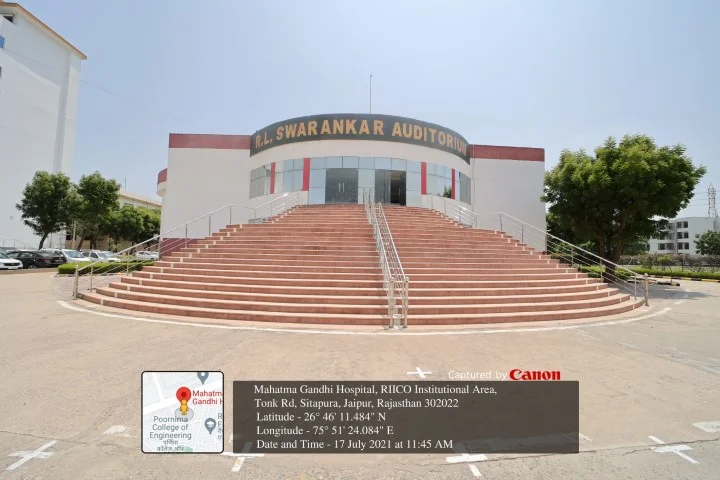 R.L. SWARANKAR AUDITORIUM
Captured by Canon
Mahatma Gandhi Hospital, RIICO Institutional Area,
Tonk Rd, Sitapura, Jaipur, Rajasthan 302022
Latitude - 26° 46' 11.484" N
Longitude - 75° 51' 24.084" E
Date and Time - 17 July 2021 at 11:45 AM
Mahatm
Gandhi H
Poornima
College of
Engineering